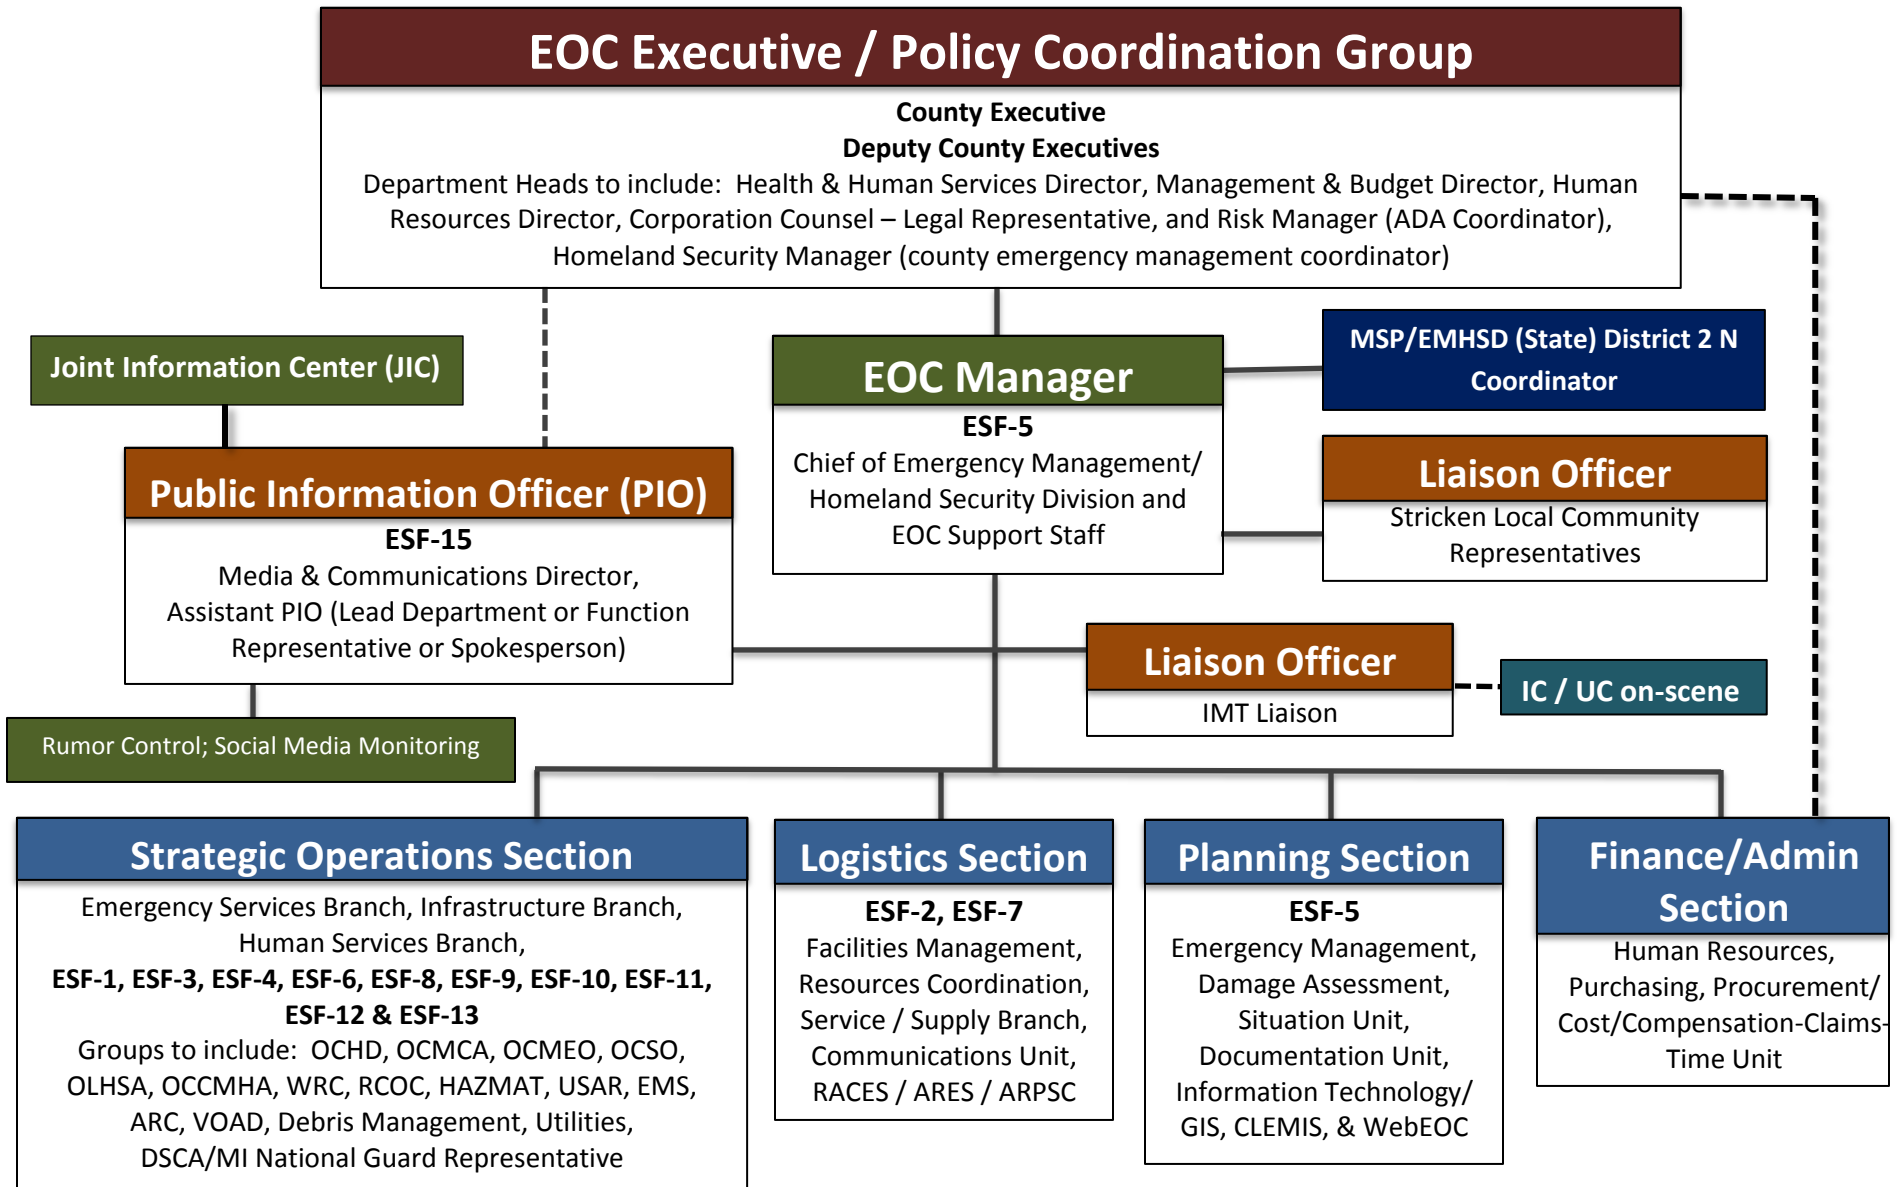 EOC Executive / Policy Coordination Group
County Executive
Deputy County Executives
Department Heads to include:  Health & Human Services Director, Management & Budget Director, Human
Resources Director, Corporation Counsel – Legal Representative, and Risk Manager (ADA Coordinator),
Homeland Security Manager (county emergency management coordinator)
Joint Information Center (JIC)
EOC Manager
ESF-5
Chief of Emergency Management/
Homeland Security Division and
EOC Support Staff
MSP/EMHSD (State) District 2 N
Coordinator
Liaison Officer
Stricken Local Community
Representatives
Public Information Officer (PIO)
ESF-15
Media & Communications Director,
Assistant PIO (Lead Department or Function
Representative or Spokesperson)
Liaison Officer
IMT Liaison
IC / UC on-scene
Rumor Control; Social Media Monitoring
Strategic Operations Section
Emergency Services Branch, Infrastructure Branch,
Human Services Branch,
ESF-1, ESF-3, ESF-4, ESF-6, ESF-8, ESF-9, ESF-10, ESF-11,
ESF-12 & ESF-13
Groups to include:  OCHD, OCMCA, OCMEO, OCSO,
OLHSA, OCCMHA, WRC, RCOC, HAZMAT, USAR, EMS,
ARC, VOAD, Debris Management, Utilities,
DSCA/MI National Guard Representative
Logistics Section
ESF-2, ESF-7
Facilities Management,
Resources Coordination,
Service / Supply Branch,
Communications Unit,
RACES / ARES / ARPSC
Planning Section
ESF-5
Emergency Management,
Damage Assessment,
Situation Unit,
Documentation Unit,
Information Technology/
GIS, CLEMIS, & WebEOC
Finance/Admin
Section
Human Resources,
Purchasing, Procurement/
Cost/Compensation-Claims-
Time Unit